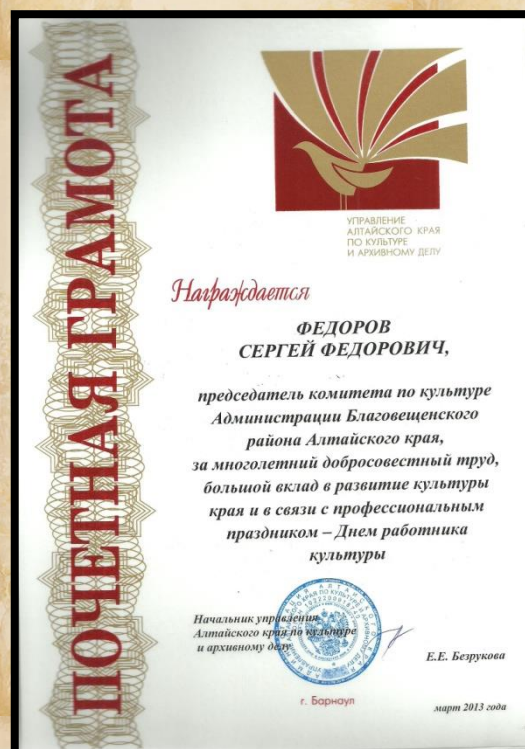 ПОЧЕТНАЯ ГРАМОТА
УПРАВЛЕНИЕ
АЛТАЙСКОГО КРАЯ
ПО КУЛЬТУРЕ
И АРХИВНОМУ ДЕЛУ
Награждается
ФЕДОРОВ
СЕРГЕЙ ФЕДОРОВИЧ,
председатель комитета по культуре
Администрации Благовещенского
района Алтайского края,
за многолетний добросовестный труд,
большой вклад в развитие культуры
края и в связи с профессиональным
праздником – Днем работника
культуры
Начальник управления
Алтайского края по культуре
и архивному делу
Е.Е. Безрукова
г. Барнаул
март 2013 года